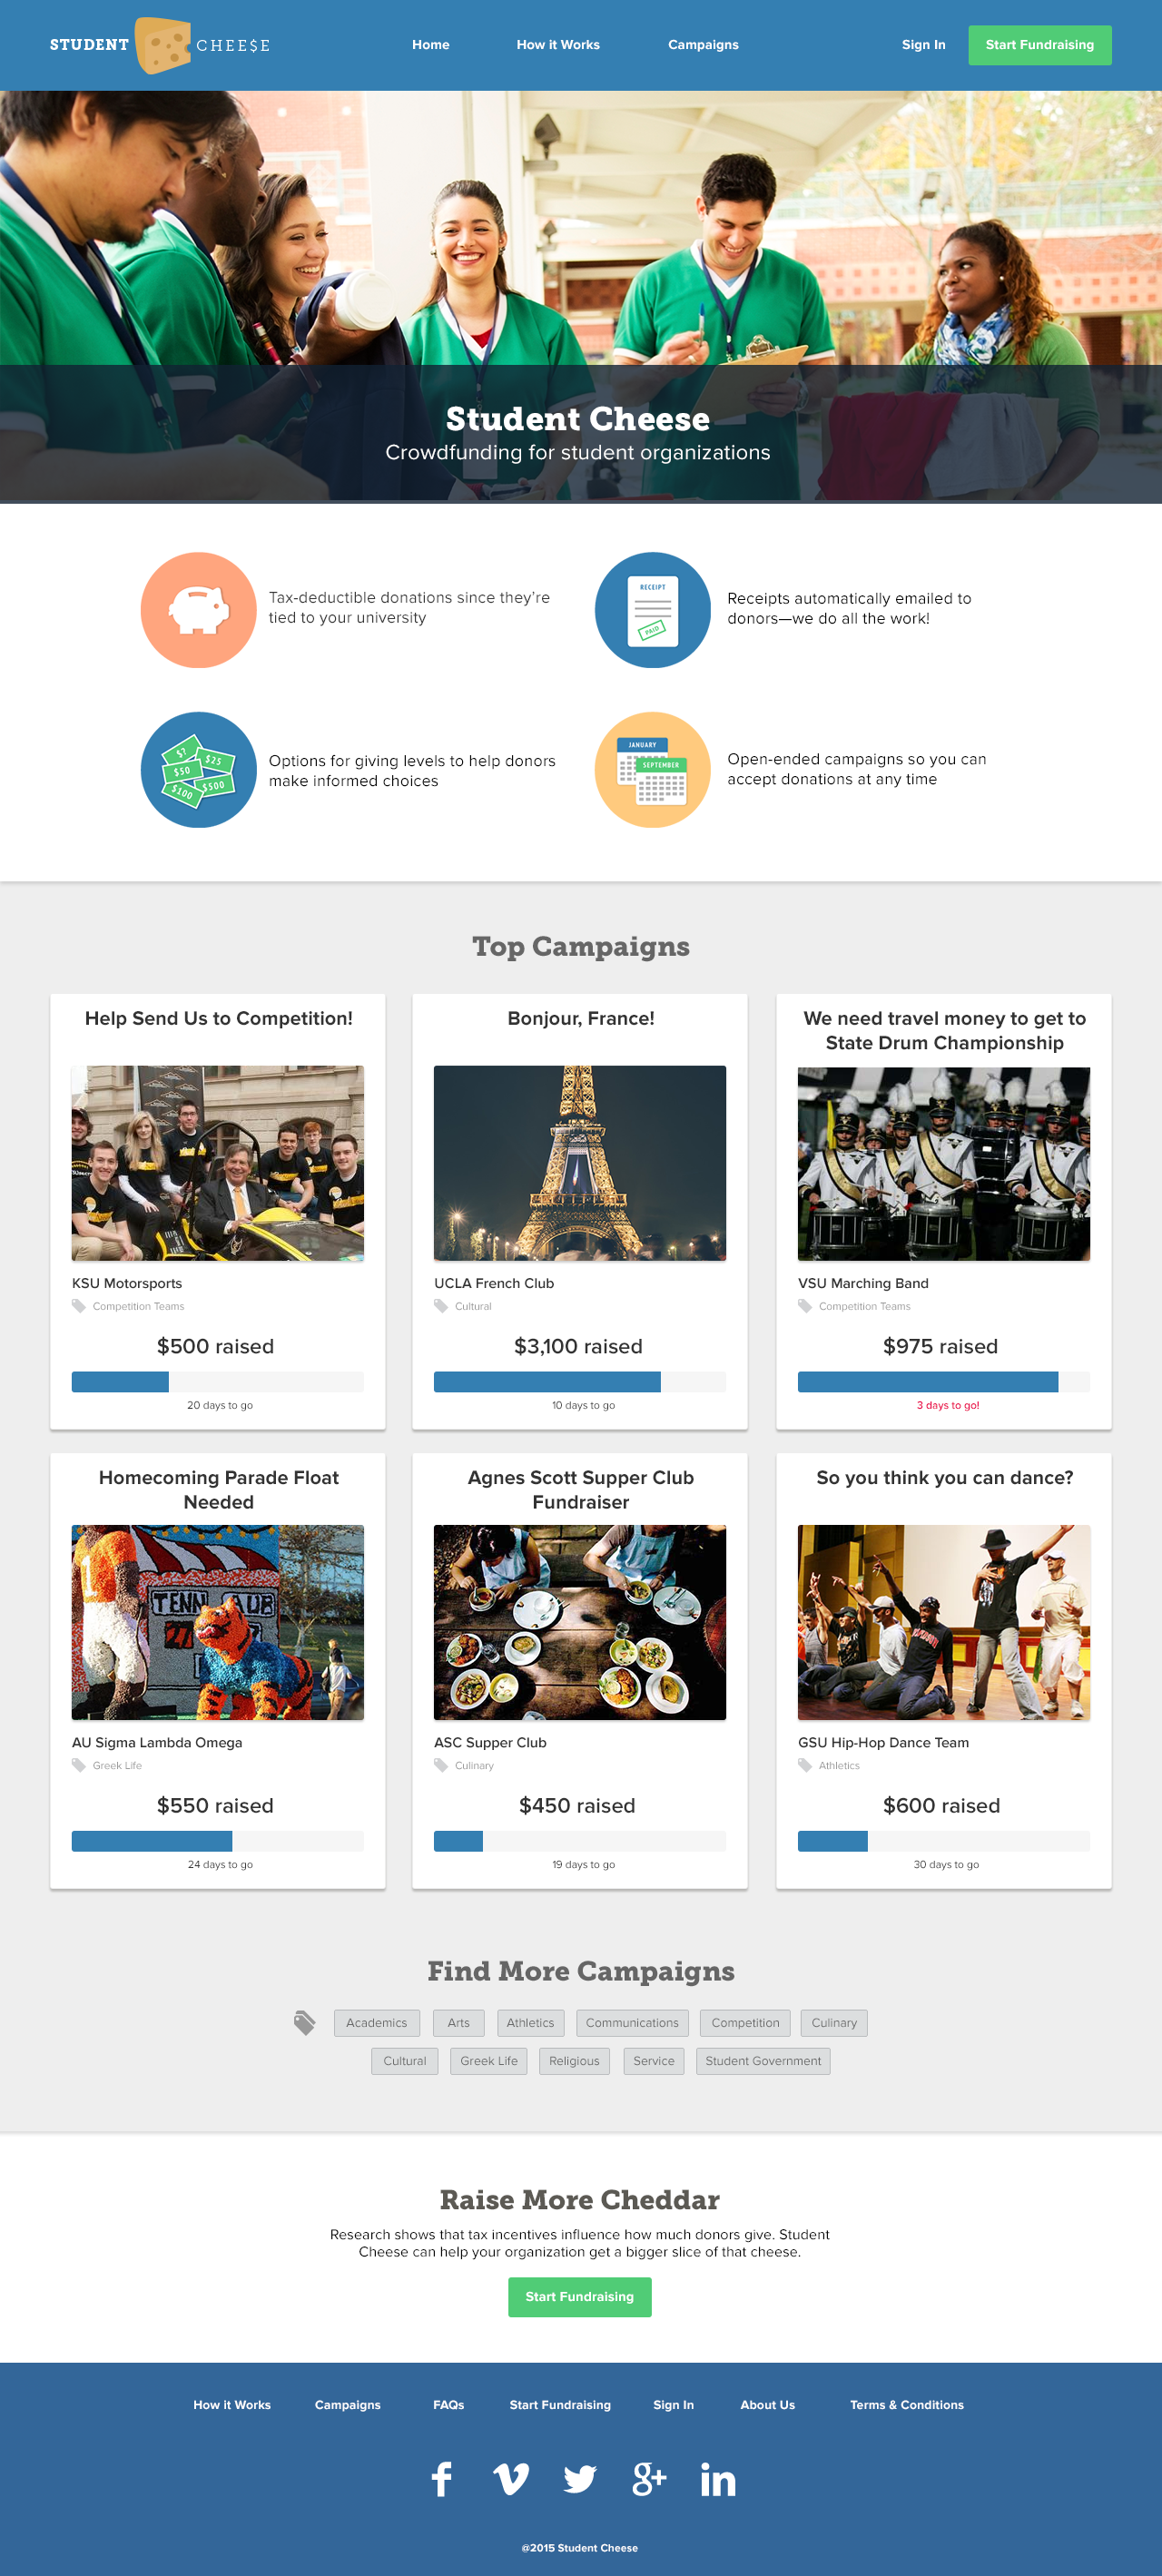 STUDENT CHEE$E
Home
How it Works
Campaigns
Sign In
Start Fundraising
Student Cheese
Crowdfunding for student organizations
Tax-deductible donations since they’re
tied to your university
RECEIPT
PAID
Receipts automatically emailed to
donors—we do all the work!
$?
$25
$50
$500
$100
Options for giving levels to help donors
make informed choices
JANUARY
SEPTEMBER
Open-ended campaigns so you can
accept donations at any time
Top Campaigns
Help Send Us to Competition!
KSU Motorsports
Competition Teams
$500 raised
20 days to go
Bonjour, France!
UCLA French Club
Cultural
$3,100 raised
10 days to go
We need travel money to get to
State Drum Championship
VSU Marching Band
Competition Teams
$975 raised
3 days to go!
Homecoming Parade Float
Needed
TENN AUB
27
AU Sigma Lambda Omega
Greek Life
$550 raised
24 days to go
Agnes Scott Supper Club
Fundraiser
ASC Supper Club
Culinary
$450 raised
19 days to go
So you think you can dance?
GSU Hip-Hop Dance Team
Athletics
$600 raised
30 days to go
Find More Campaigns
Academics
Arts
Athletics
Communications
Competition
Culinary
Cultural
Greek Life
Religious
Service
Student Government
Raise More Cheddar
Research shows that tax incentives influence how much donors give. Student
Cheese can help your organization get a bigger slice of that cheese.
Start Fundraising
How it Works
Campaigns
FAQs
Start Fundraising
Sign In
About Us
Terms & Conditions
@2015 Student Cheese